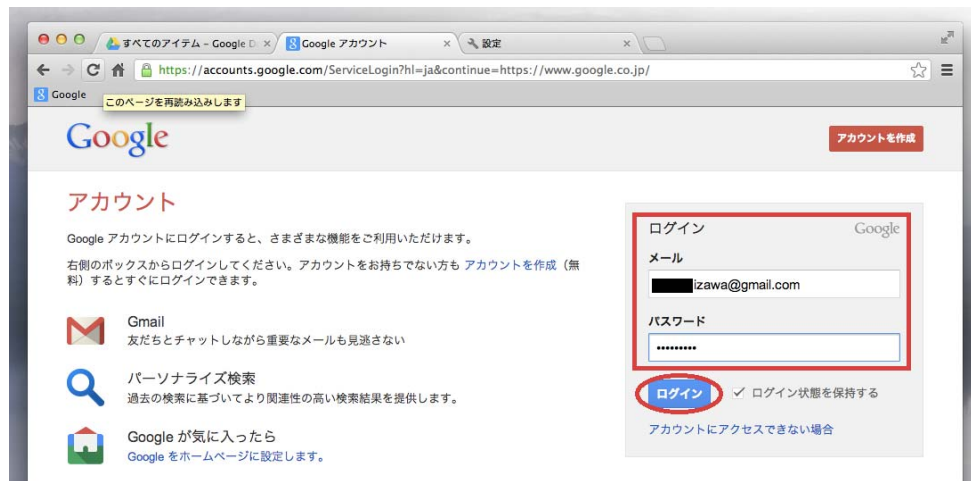 すべてのアイテム - Google D
Google アカウント
設定
https://accounts.google.com/ServiceLogin?hl=ja&continue=https://www.google.co.jp/
Google
このページを再読み込みします
Google
アカウントを作成
アカウント
Google アカウントにログインすると、さまざまな機能をご利用いただけます。
右側のボックスからログインしてください。アカウントをお持ちでない方も アカウントを作成（無
料）するとすぐにログインできます。
Gmail
友だちとチャットしながら重要なメールも見逃さない
パーソナライズ検索
過去の検索に基づいてより関連性の高い検索結果を提供します。
Google が気に入ったら
Google をホームページに設定します。
ログイン Google
メール
izawa@gmail.com
パスワード
•••••••••
ログイン ログイン状態を保持する
アカウントにアクセスできない場合